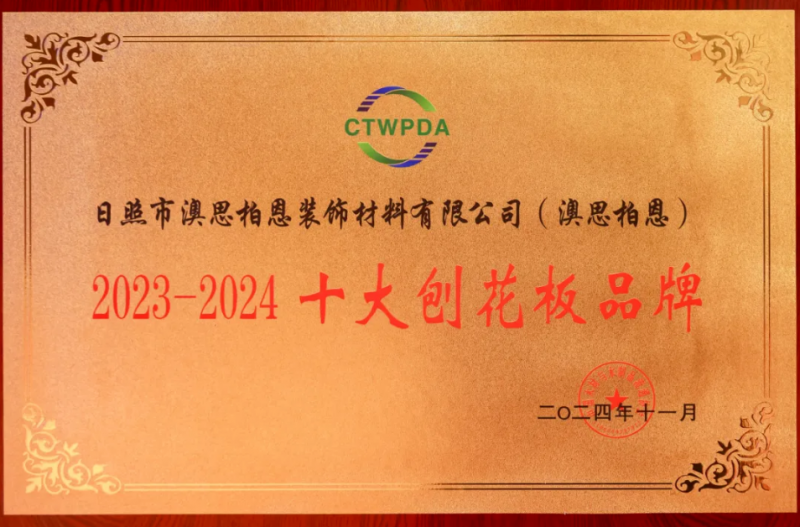 CTWPDA
日照市澳思柏恩装饰材料有限公司（澳思柏恩）
2023-2024 十大刨花板品牌
二〇二四年十一月